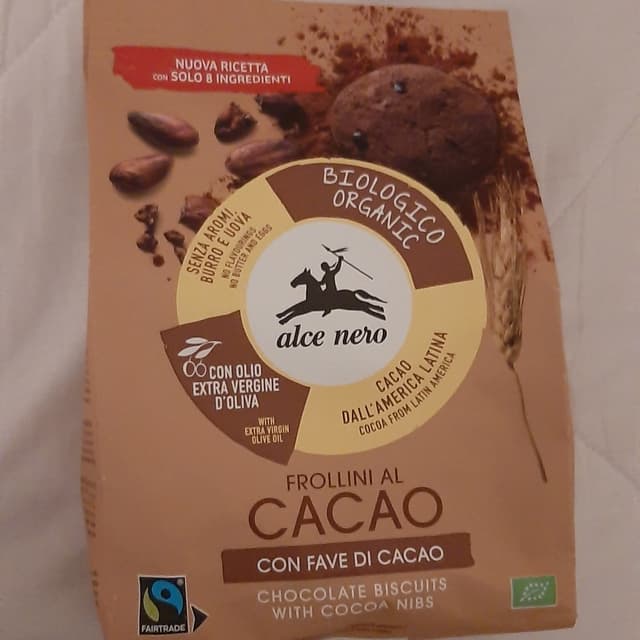 NUOVA RICETTA
CON SOLO 8 INGREDIENTI
BIOLOGICO
ORGANIC
SENZA AROMI,
BURRO E UOVA
NO FLAVOURINGS
NO BUTTER AND EGGS
alce nero
CON OLIO
EXTRA VERGINE
D'OLIVA
WITH
EXTRA VIRGIN
OLIVE OIL
CACAO
DALL'AMERICA LATINA
COCOA FROM LATIN AMERICA
FROLLINI AL
CACAO
CON FAVE DI CACAO
CHOCOLATE BISCUITS
WITH COCOA NIBS
FAIRTRADE